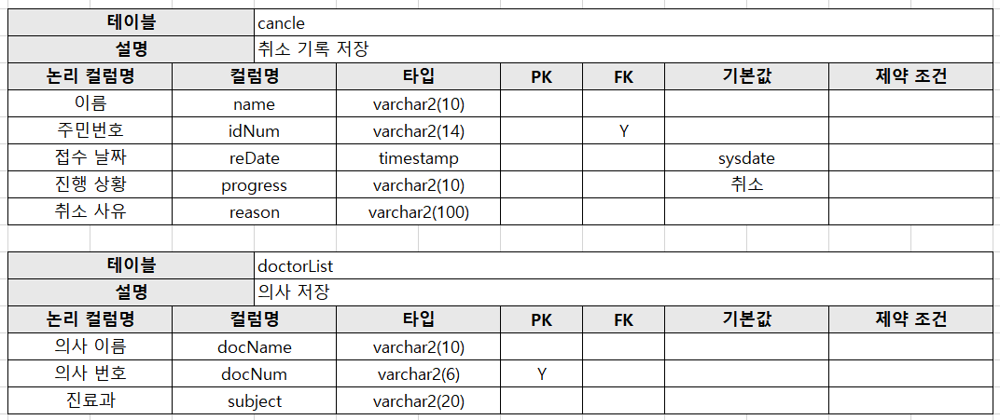 테이블 cancle
설명 취소 기록 저장
논리 컬럼명 컬럼명 타입 PK FK 기본값 제약 조건
이름 name varchar2(10)
주민번호 idNum varchar2(14) Y
접수 날짜 reDate timestamp sysdate
진행 상황 progress varchar2(10) 취소
취소 사유 reason varchar2(100)
테이블 doctorList
설명 의사 저장
논리 컬럼명 컬럼명 타입 PK FK 기본값 제약 조건
의사 이름 docName varchar2(10)
의사 번호 docNum varchar2(6) Y
진료과 subject varchar2(20)